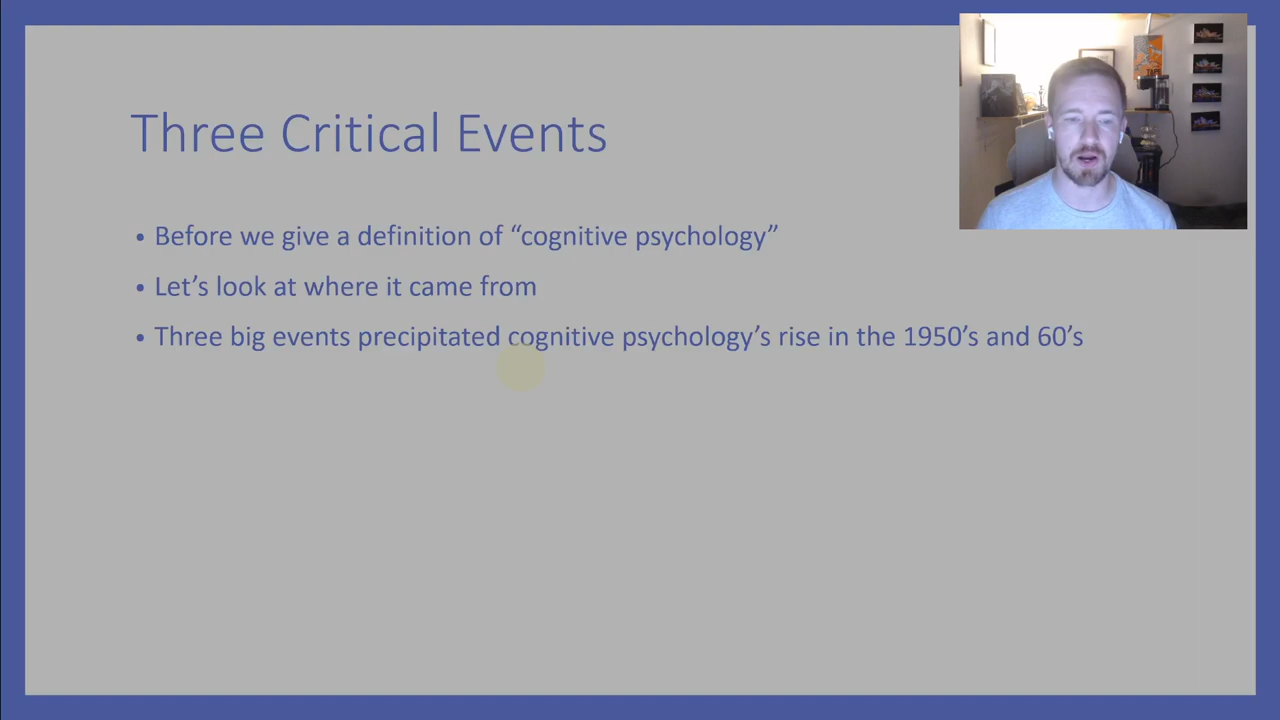 Three Critical Events
• Before we give a definition of “cognitive psychology”
• Let’s look at where it came from
• Three big events precipitated cognitive psychology’s rise in the 1950’s and 60’s